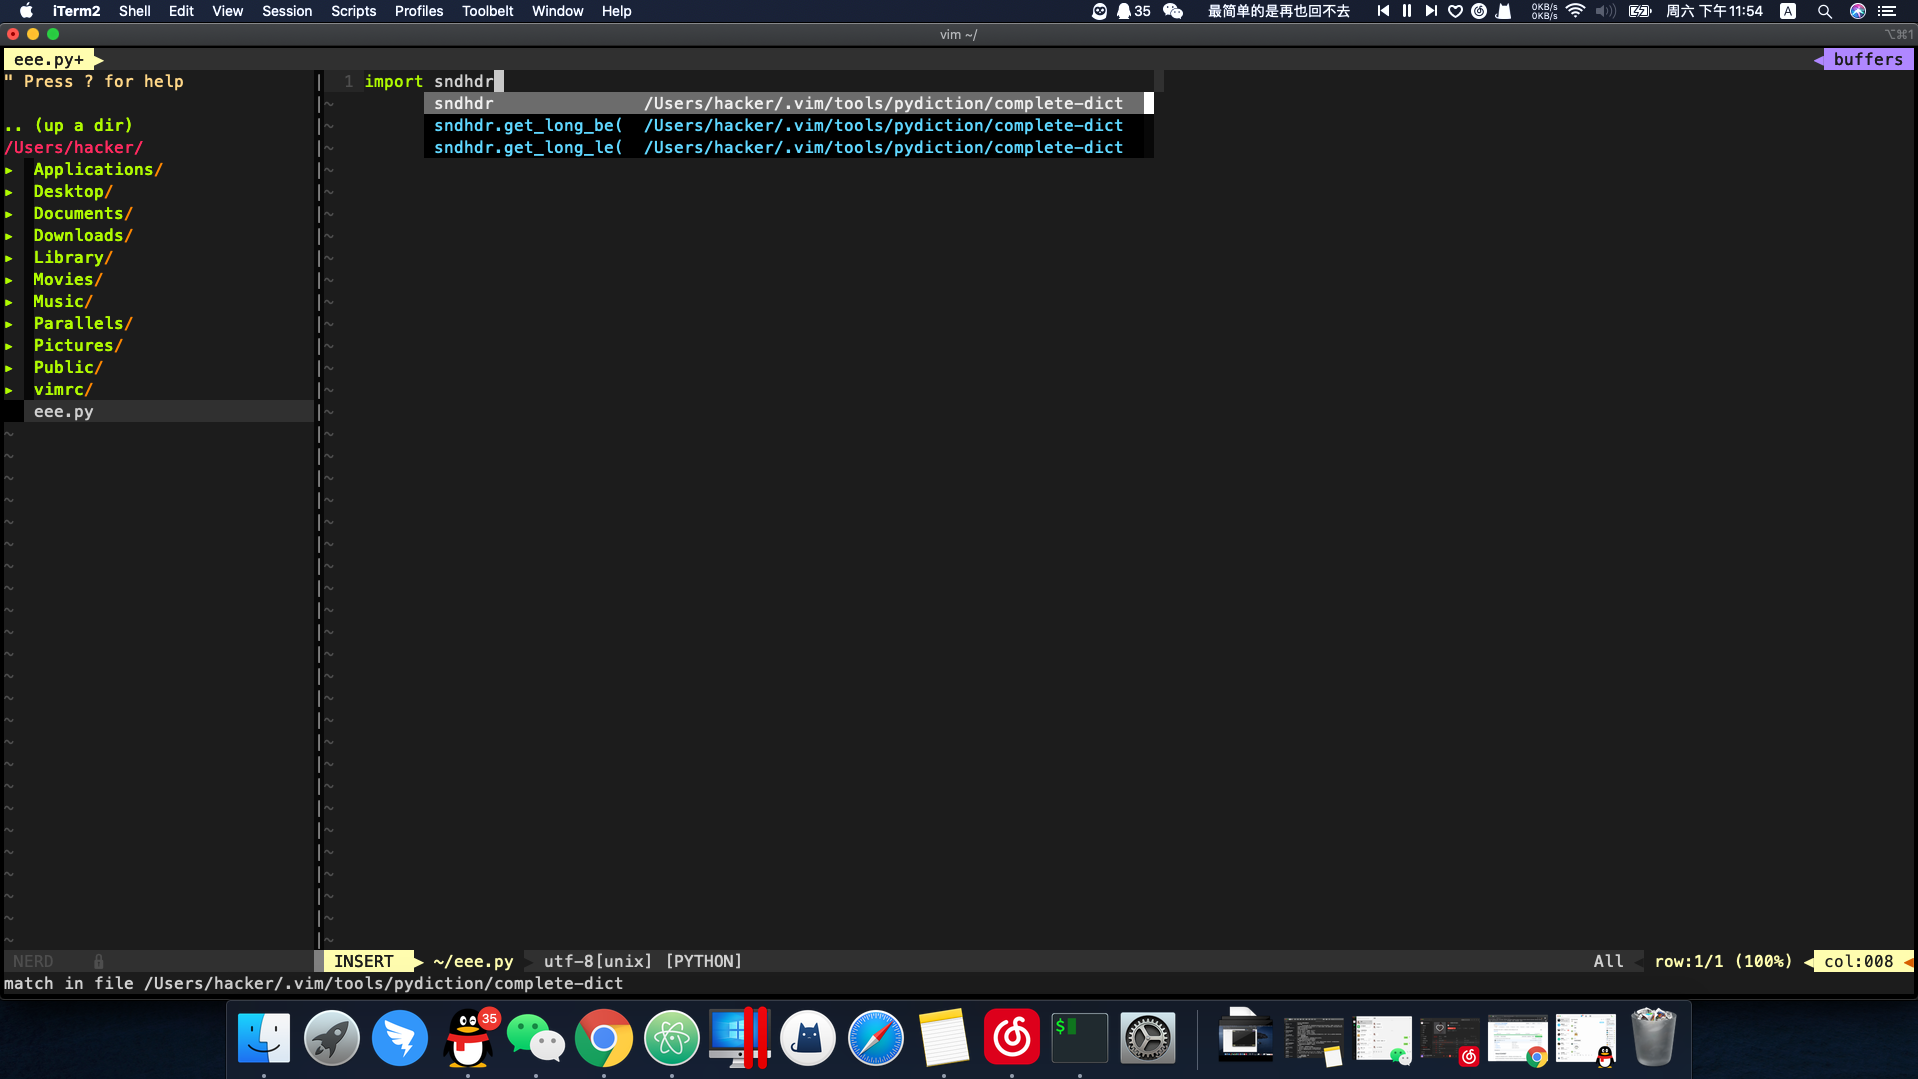 iTerm2 Shell Edit View Session Scripts Profiles Toolbelt Window Help 35 最简单的是再也回不去 0KB/s 0KB/s 周六 下午11:54 A
vim ~/ ⌥⌘1
eee.py+ buffers
" Press ? for help
.. (up a dir)
/Users/hacker/
▸ Applications/
▸ Desktop/
▸ Documents/
▸ Downloads/
▸ Library/
▸ Movies/
▸ Music/
▸ Parallels/
▸ Pictures/
▸ Public/
▸ vimrc/
eee.py
1 import sndhdr
sndhdr /Users/hacker/.vim/tools/pydiction/complete-dict
sndhdr.get_long_be( /Users/hacker/.vim/tools/pydiction/complete-dict
sndhdr.get_long_le( /Users/hacker/.vim/tools/pydiction/complete-dict
NERD INSERT ~/eee.py utf-8[unix] [PYTHON] All row:1/1 (100%) col:008
match in file /Users/hacker/.vim/tools/pydiction/complete-dict
35
$